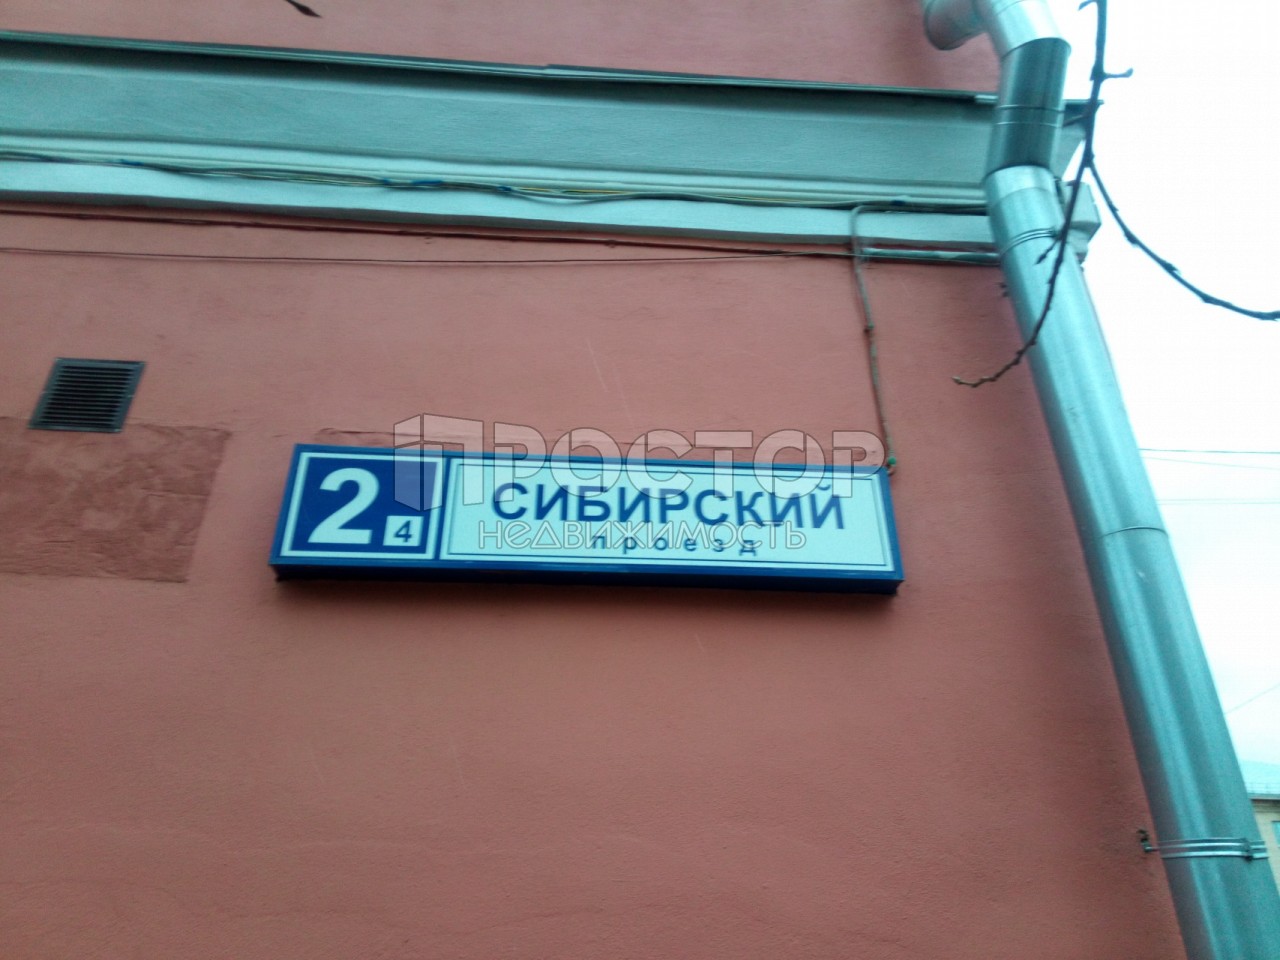 2
4
СИБИРСКИЙ
проезд
ПРОСТОР
НЕДВИЖИМОСТЬ